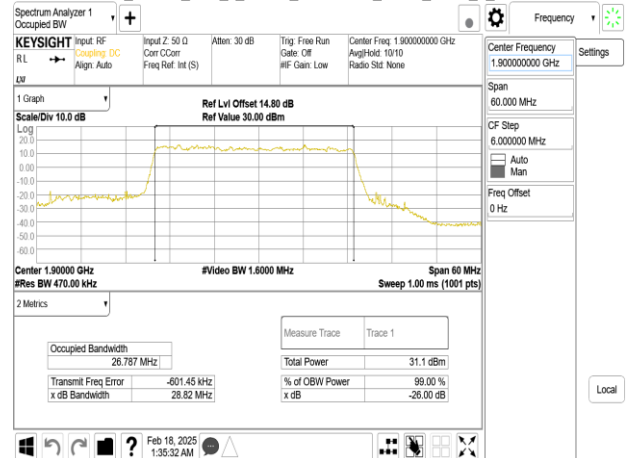 Spectrum Analyzer 1
Occupied BW
Frequency
KEYSIGHT
RL
LXI
Input: RF
Coupling: DC
Align: Auto
Input Z: 50 Ω
Corr CCorr
Freq Ref: Int (S)
Atten: 30 dB
Trig: Free Run
Gate: Off
#IF Gain: Low
Center Freq: 1.900000000 GHz
Avg|Hold: 10/10
Radio Std: None
Center Frequency
1.900000000 GHz
Settings
Span
60.000 MHz
CF Step
6.000000 MHz
Auto
Man
Freq Offset
0 Hz
Local
1 Graph
Scale/Div 10.0 dB
Ref Lvl Offset 14.80 dB
Ref Value 30.00 dBm
Log
20.0
10.0
0.00
-10.0
-20.0
-30.0
-40.0
-50.0
-60.0
Center 1.90000 GHz
#Video BW 1.6000 MHz
Span 60 MHz
#Res BW 470.00 kHz
Sweep 1.00 ms (1001 pts)
2 Metrics
Measure Trace Trace 1
Occupied Bandwidth
26.787 MHz
Total Power 31.1 dBm
Transmit Freq Error -601.45 kHz
% of OBW Power 99.00 %
x dB Bandwidth 28.82 MHz
x dB -26.00 dB
?
Feb 18, 2025
1:35:32 AM